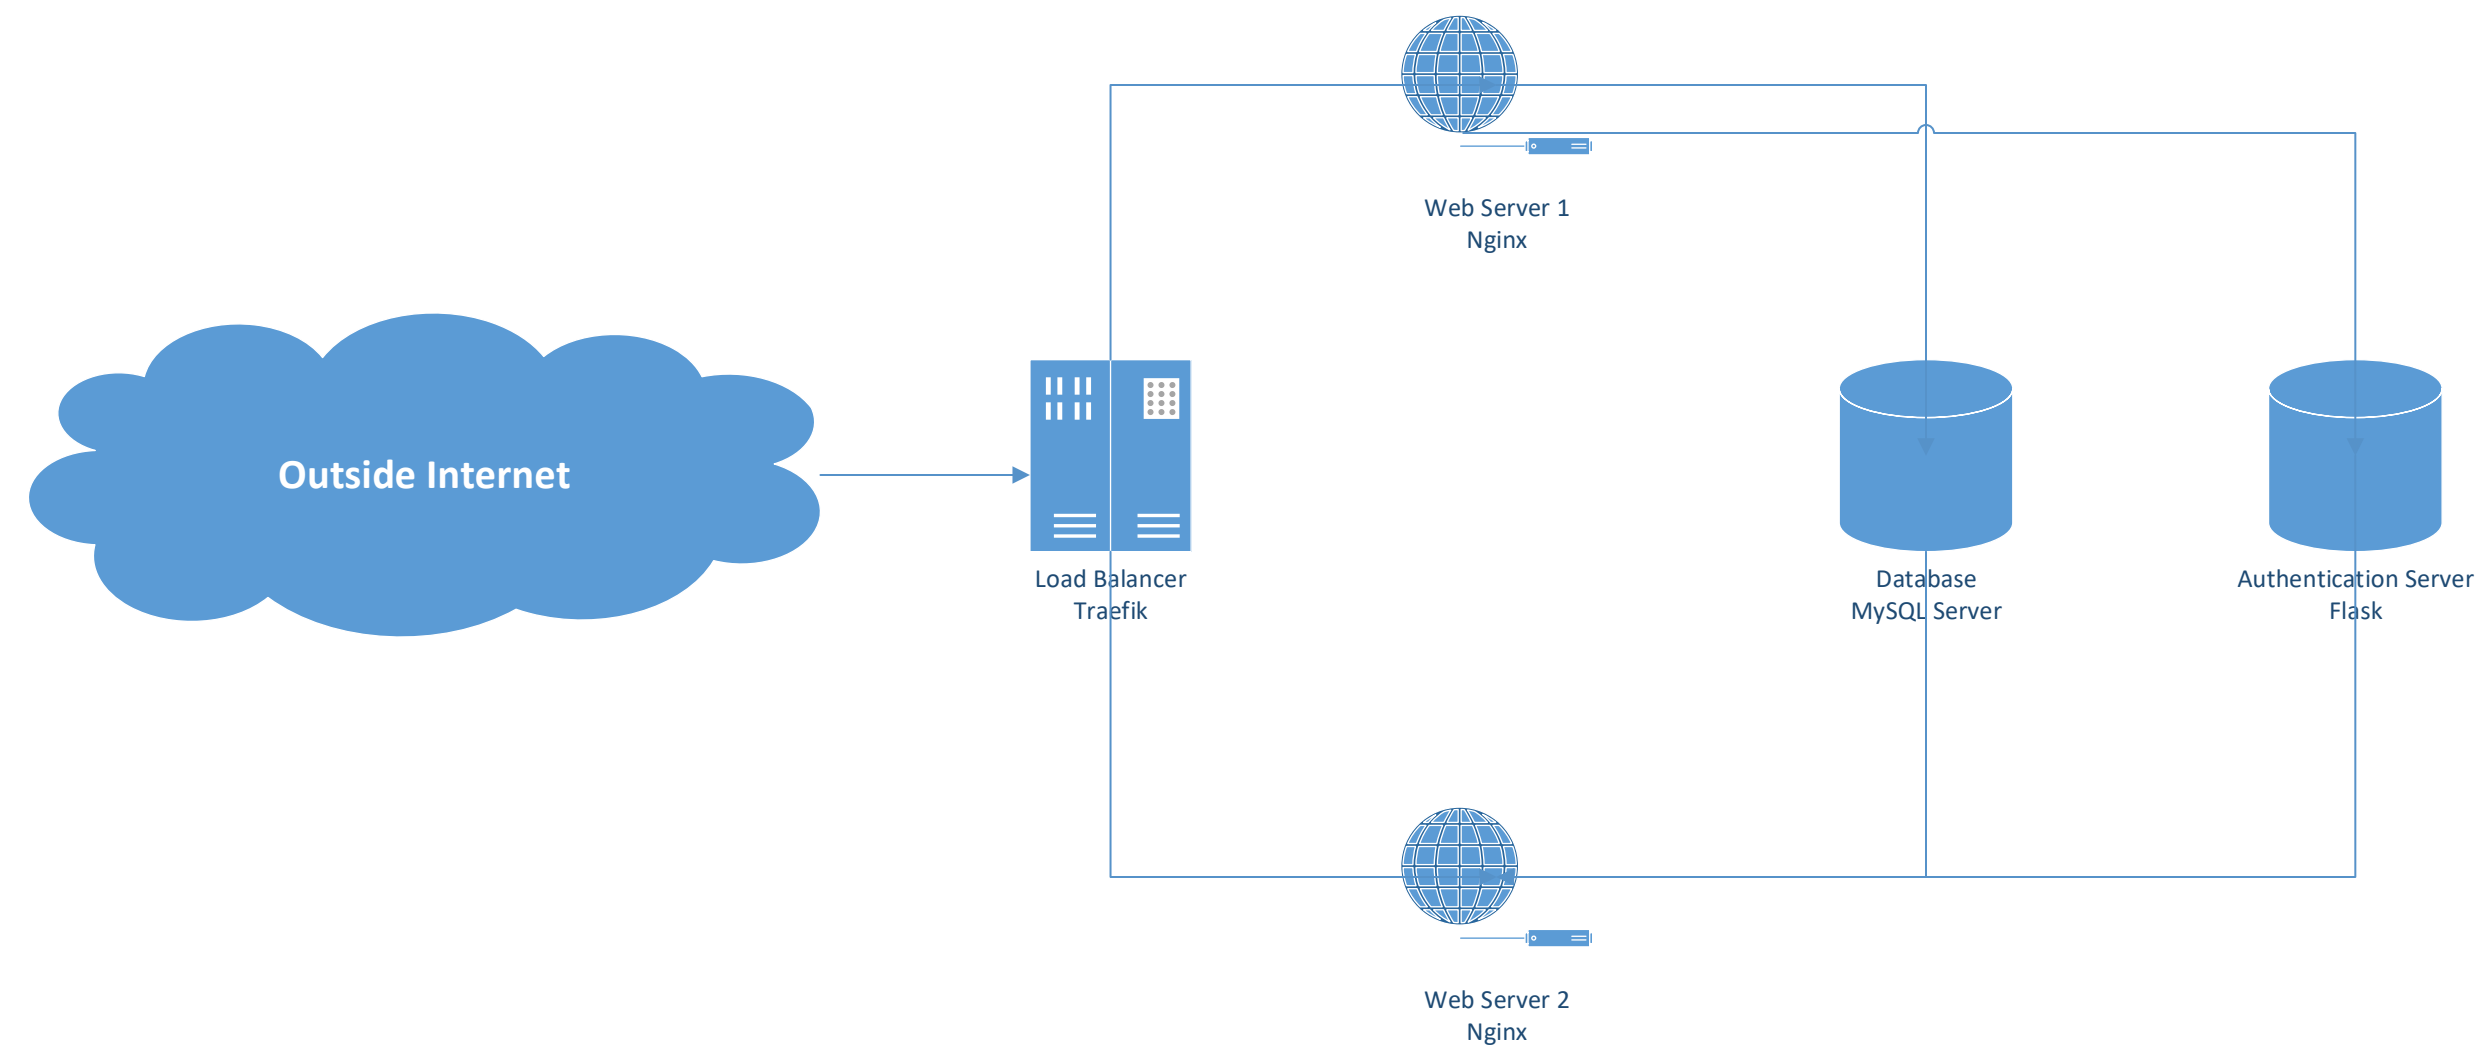 Outside Internet
Load Balancer
Traefik
Web Server 1
Nginx
Database
MySQL Server
Authentication Server
Flask
Web Server 2
Nginx